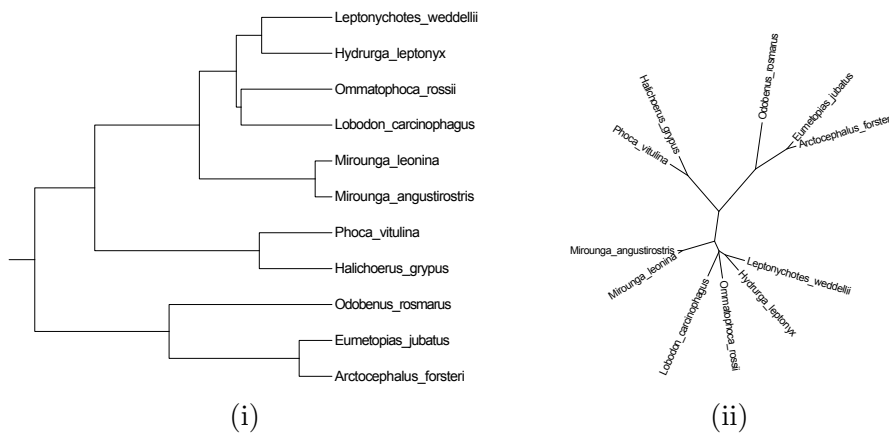 Leptonychotes_weddellii
Hydrurga_leptonyx
Ommatophoca_rossii
Lobodon_carcinophagus
Mirounga_leonina
Mirounga_angustirostris
Phoca_vitulina
Halichoerus_grypus
Odobenus_rosmarus
Eumetopias_jubatus
Arctocephalus_forsteri
(i)
Halichoerus_grypus
Phoca_vitulina
Odobenus_rosmarus
Eumetopias_jubatus
Arctocephalus_forsteri
Mirounga_angustirostris
Mirounga_leonina
Lobodon_carcinophagus
Ommatophoca_rossii
Hydrurga_leptonyx
Leptonychotes_weddellii
(ii)